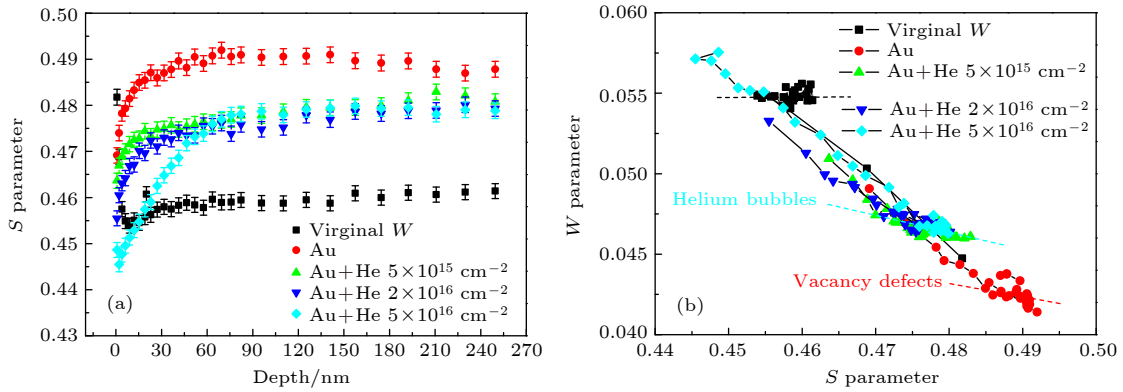 0.50
0.49
0.48
0.47
0.46
0.45
0.44
0.43
S parameter
Virginal W
Au
Au+He 5×10¹⁵ cm⁻²
Au+He 2×10¹⁶ cm⁻²
Au+He 5×10¹⁶ cm⁻²
(a)
0 30 60 90 120 150 180 210 240 270
Depth/nm
0.060
0.055
0.050
0.045
0.040
W parameter
Virginal W
Au
Au+He 5×10¹⁵ cm⁻²
Au+He 2×10¹⁶ cm⁻²
Au+He 5×10¹⁶ cm⁻²
Helium bubbles
Vacancy defects
(b)
0.44 0.45 0.46 0.47 0.48 0.49 0.50
S parameter